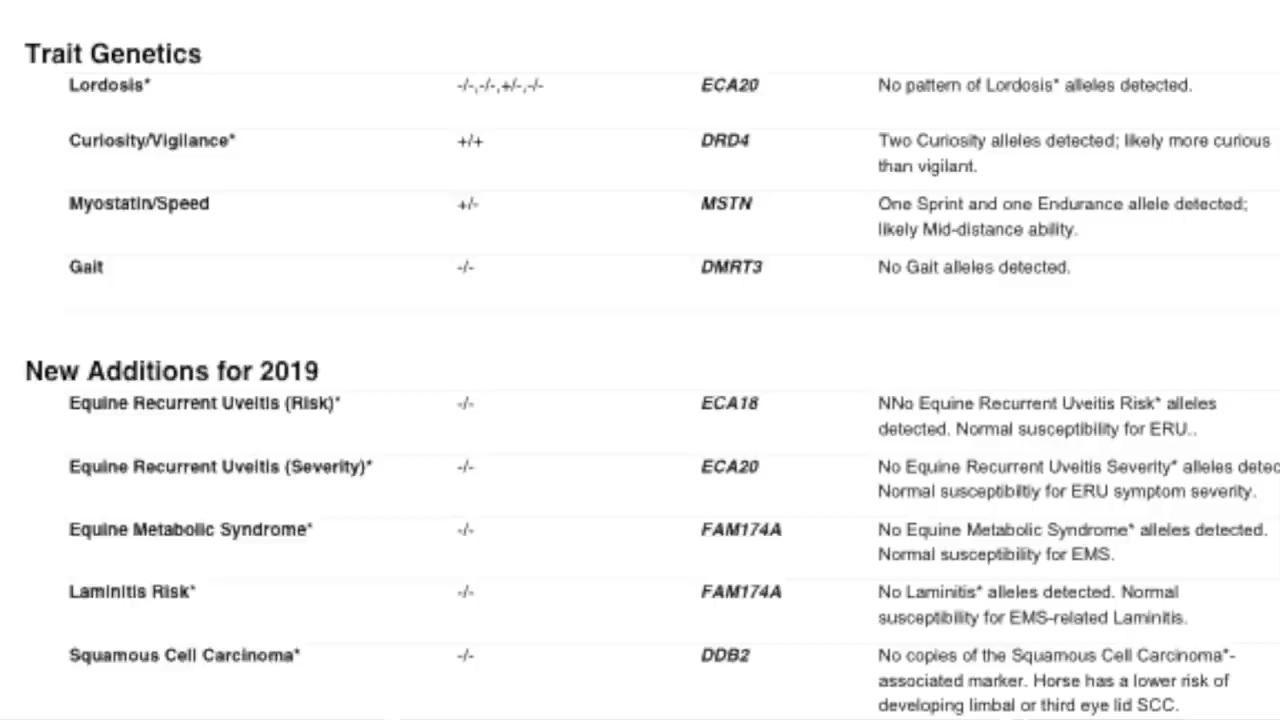 Trait Genetics
Lordosis* -/-,-/-,+/-,-/- ECA20 No pattern of Lordosis* alleles detected.
Curiosity/Vigilance* +/+ DRD4 Two Curiosity alleles detected; likely more curious
than vigilant.
Myostatin/Speed +/- MSTN One Sprint and one Endurance allele detected;
likely Mid-distance ability.
Gait -/- DMRT3 No Gait alleles detected.
New Additions for 2019
Equine Recurrent Uveitis (Risk)* -/- ECA18 NNo Equine Recurrent Uveitis Risk* alleles
detected. Normal susceptibility for ERU..
Equine Recurrent Uveitis (Severity)* -/- ECA20 No Equine Recurrent Uveitis Severity* alleles detec
Normal susceptibiltiy for ERU symptom severity.
Equine Metabolic Syndrome* -/- FAM174A No Equine Metabolic Syndrome* alleles detected.
Normal susceptibility for EMS.
Laminitis Risk* -/- FAM174A No Laminitis* alleles detected. Normal
susceptibility for EMS-related Laminitis.
Squamous Cell Carcinoma* -/- DDB2 No copies of the Squamous Cell Carcinoma*-
associated marker. Horse has a lower risk of
developing limbal or third eye lid SCC.